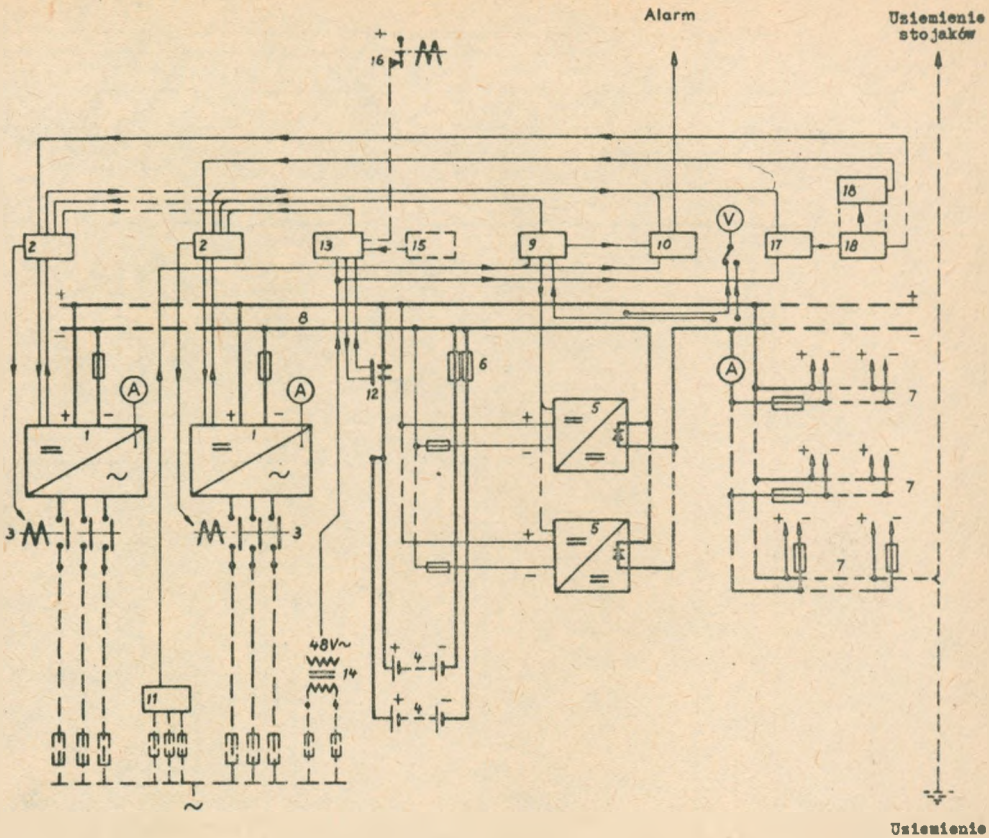 Alarm
Uziemienie
stojaków
+
16
18
2
2
13
15
9
10
V
17
18
+
+
-
8
-
6
12
A
+ - + -
7
A
A
+ 1 -
+ 1 -
=
~
=
~
+
5
-
=
=
+ - + -
7
3
3
+
5
-
=
=
+ - + -
7
48V~
14
+ 4 -
11
+ 4 -
~
Uziemienie